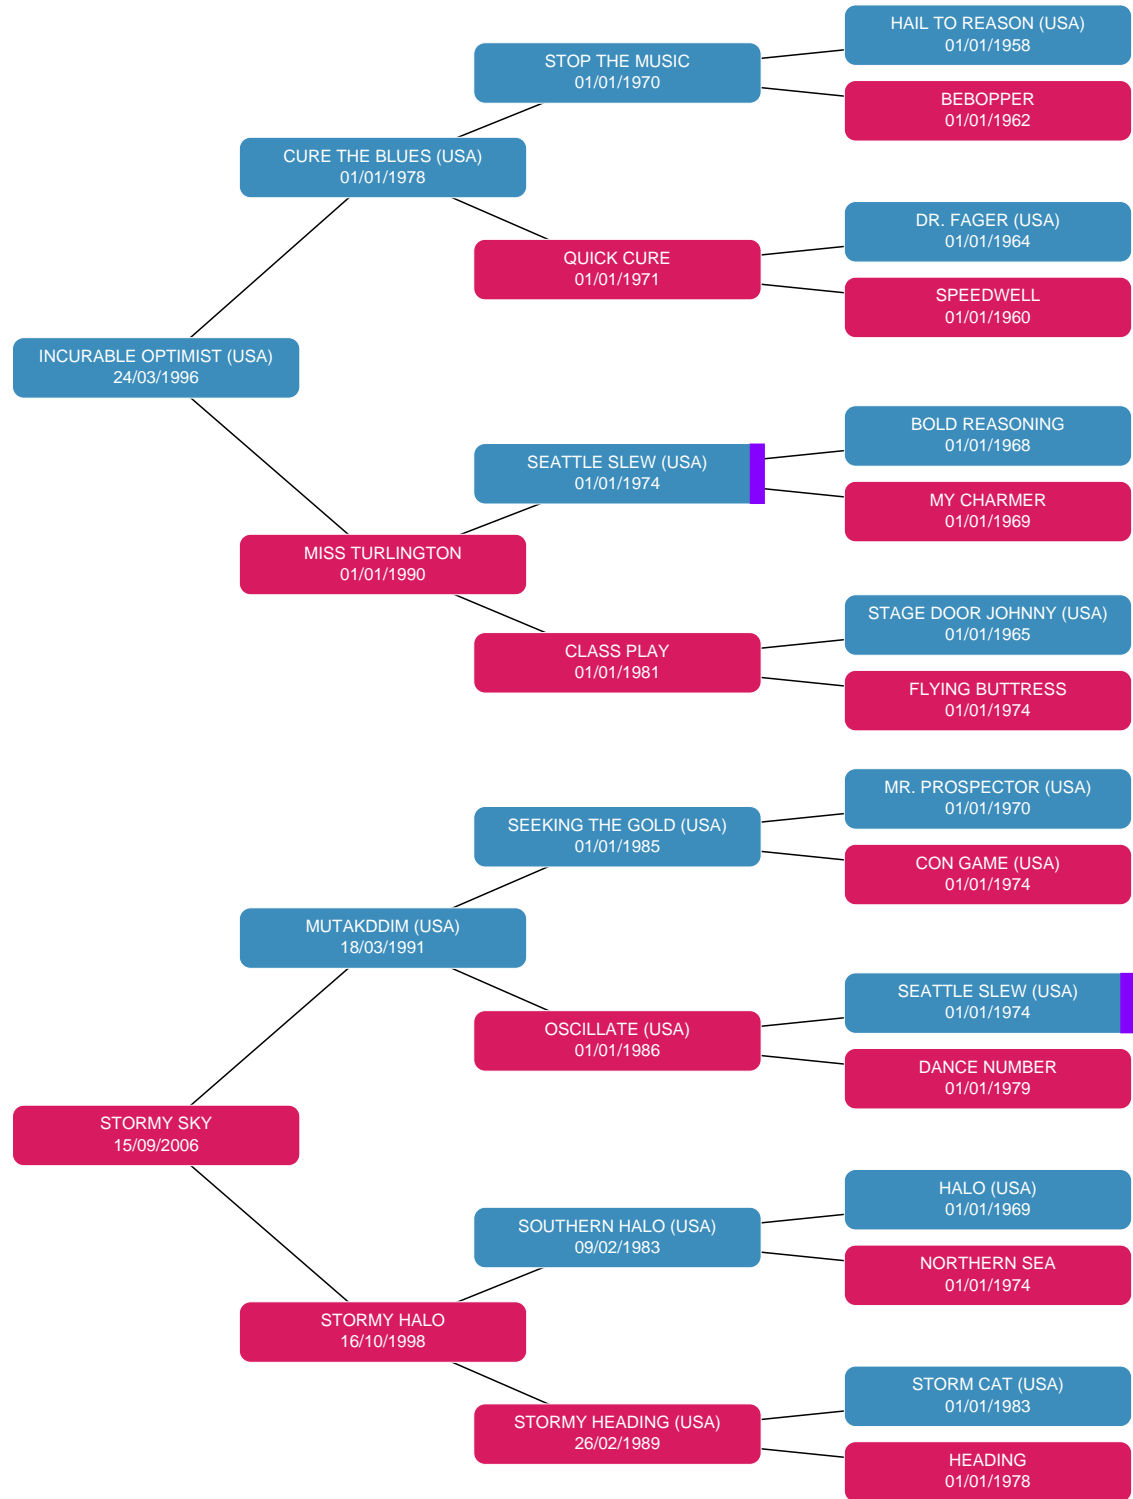 HAIL TO REASON (USA)
01/01/1958
STOP THE MUSIC
01/01/1970
BEBOPPER
01/01/1962
CURE THE BLUES (USA)
01/01/1978
DR. FAGER (USA)
01/01/1964
QUICK CURE
01/01/1971
SPEEDWELL
01/01/1960
INCURABLE OPTIMIST (USA)
24/03/1996
BOLD REASONING
01/01/1968
SEATTLE SLEW (USA)
01/01/1974
MY CHARMER
01/01/1969
MISS TURLINGTON
01/01/1990
STAGE DOOR JOHNNY (USA)
01/01/1965
CLASS PLAY
01/01/1981
FLYING BUTTRESS
01/01/1974
MR. PROSPECTOR (USA)
01/01/1970
SEEKING THE GOLD (USA)
01/01/1985
CON GAME (USA)
01/01/1974
MUTAKDDIM (USA)
18/03/1991
SEATTLE SLEW (USA)
01/01/1974
OSCILLATE (USA)
01/01/1986
DANCE NUMBER
01/01/1979
STORMY SKY
15/09/2006
HALO (USA)
01/01/1969
SOUTHERN HALO (USA)
09/02/1983
NORTHERN SEA
01/01/1974
STORMY HALO
16/10/1998
STORM CAT (USA)
01/01/1983
STORMY HEADING (USA)
26/02/1989
HEADING
01/01/1978